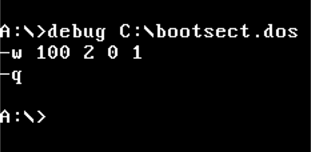 A:\>debug C:\bootsect.dos
-w 100 2 0 1
-q
A:\>